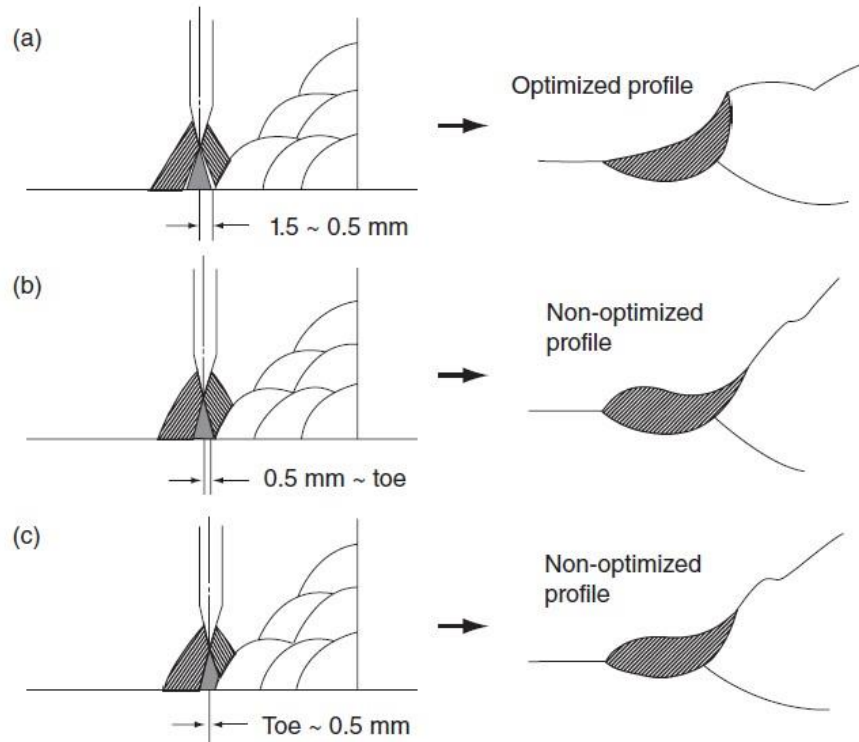 (a)
Optimized profile
1.5 ~ 0.5 mm
(b)
Non-optimized
profile
0.5 mm ~ toe
(c)
Non-optimized
profile
Toe ~ 0.5 mm